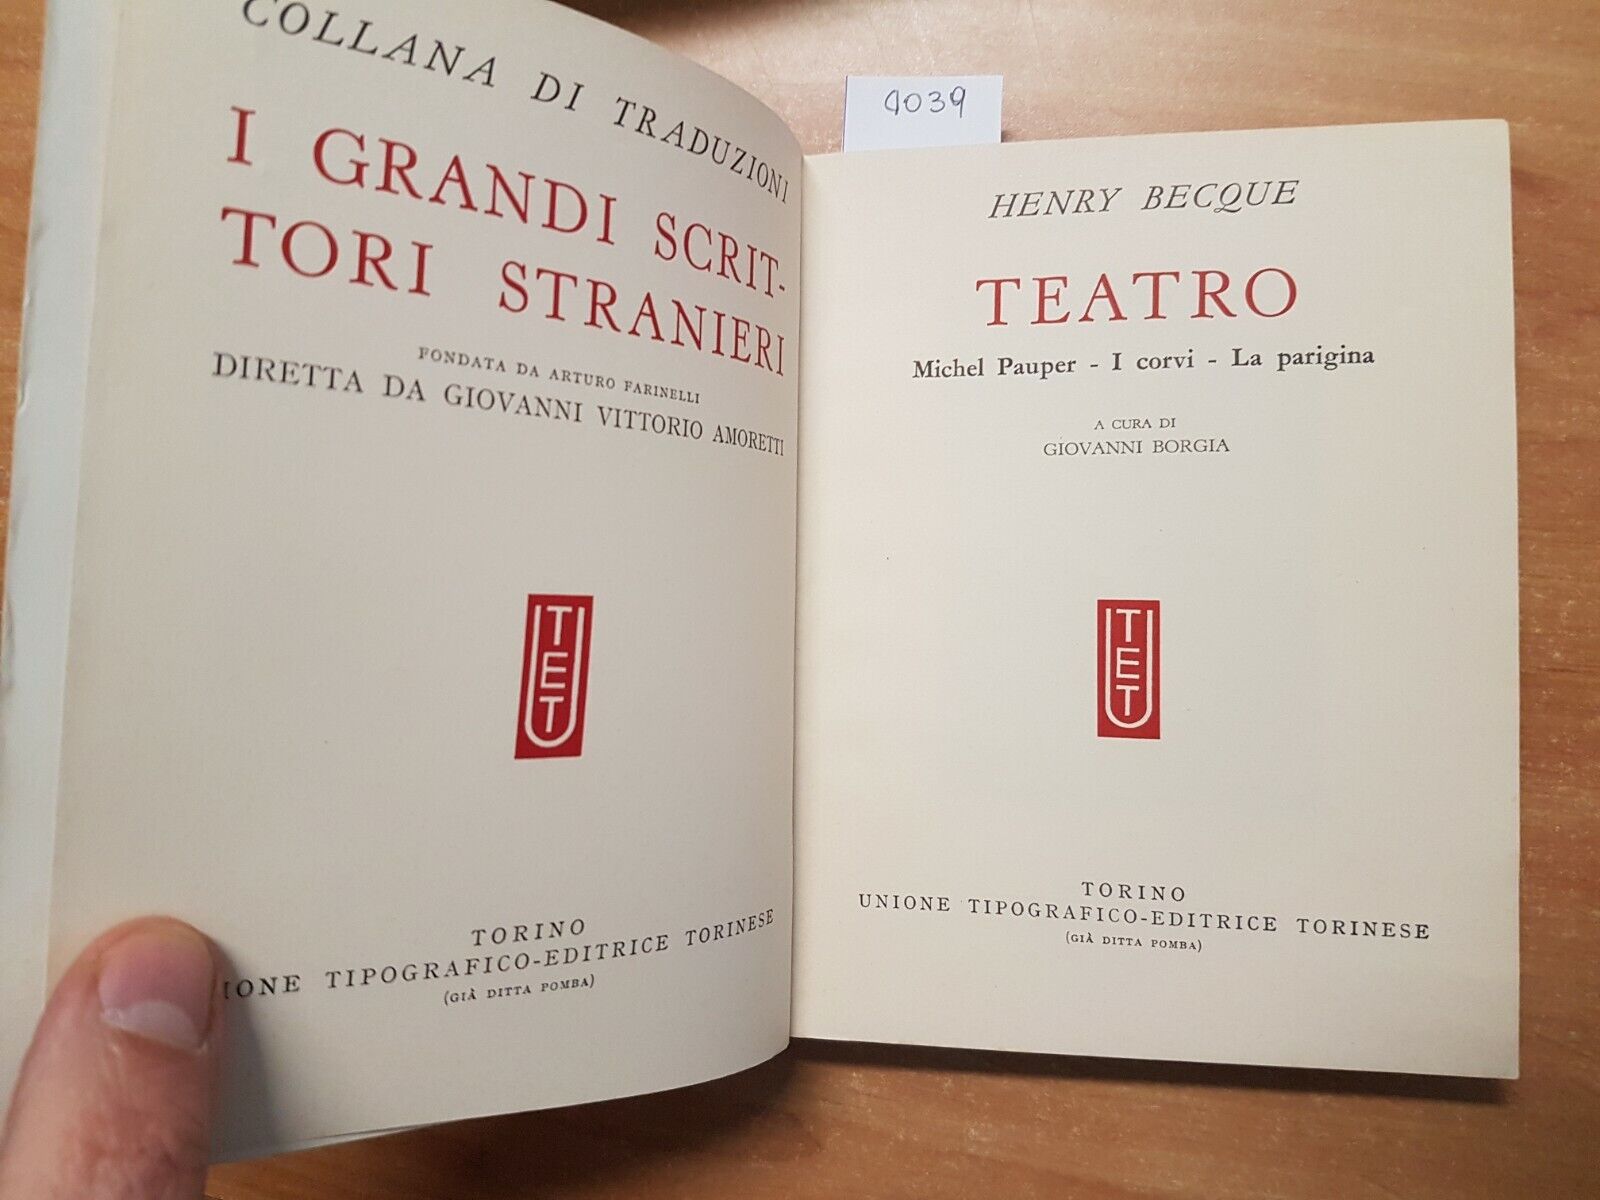 COLLANA DI TRADUZIONI
I GRANDI SCRIT-
TORI STRANIERI
FONDATA DA ARTURO FARINELLI
DIRETTA DA GIOVANNI VITTORIO AMORETTI
UTET
TORINO
IONE TIPOGRAFICO-EDITRICE TORINESE
(GIÀ DITTA POMBA)
4039
HENRY BECQUE
TEATRO
Michel Pauper - I corvi - La parigina
A CURA DI
GIOVANNI BORGIA
UTET
TORINO
UNIONE TIPOGRAFICO-EDITRICE TORINESE
(GIÀ DITTA POMBA)